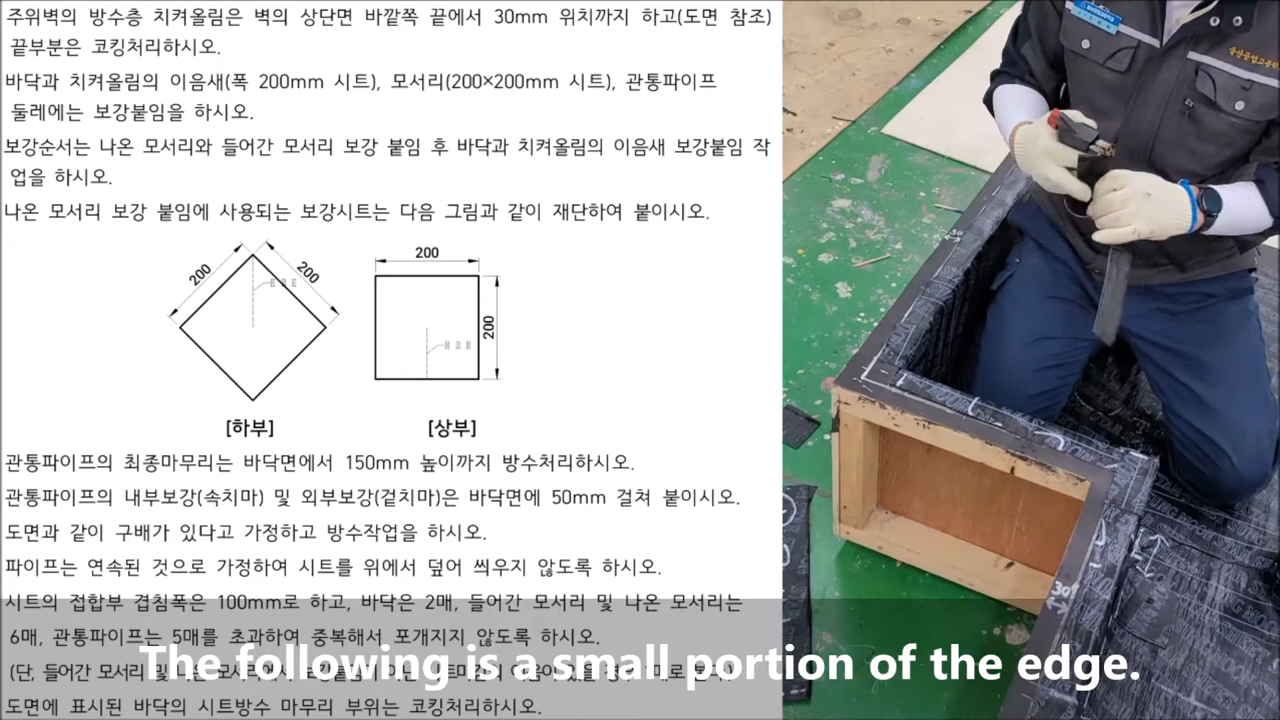 주위벽의 방수층 치켜올림은 벽의 상단면 바깥쪽 끝에서 30mm 위치까지 하고(도면 참조)
끝부분은 코킹처리하시오.
바닥과 치켜올림의 이음새(폭 200mm 시트), 모서리(200×200mm 시트), 관통파이프
둘레에는 보강붙임을 하시오.
보강순서는 나온 모서리와 들어간 모서리 보강 붙임 후 바닥과 치켜올림의 이음새 보강붙임 작
업을 하시오.
나온 모서리 보강 붙임에 사용되는 보강시트는 다음 그림과 같이 재단하여 붙이시오.
200
200
200
200
[하부]
[상부]
관통파이프의 최종마무리는 바닥면에서 150mm 높이까지 방수처리하시오.
관통파이프의 내부보강(속치마) 및 외부보강(겉치마)은 바닥면에 50mm 걸쳐 붙이시오.
도면과 같이 구배가 있다고 가정하고 방수작업을 하시오.
파이프는 연속된 것으로 가정하여 시트를 위에서 덮어 씌우지 않도록 하시오.
시트의 접합부 겹침폭은 100mm로 하고, 바닥은 2매, 들어간 모서리 및 나온 모서리는
6매, 관통파이프는 5매를 초과하여 중복해서 포개지지 않도록 하시오.
(단, 들어간 모서리 및
도면에 표시된 바닥의 시트방수 마무리 부위는 코킹처리하시오.
The following is a small portion of the edge.
30
30